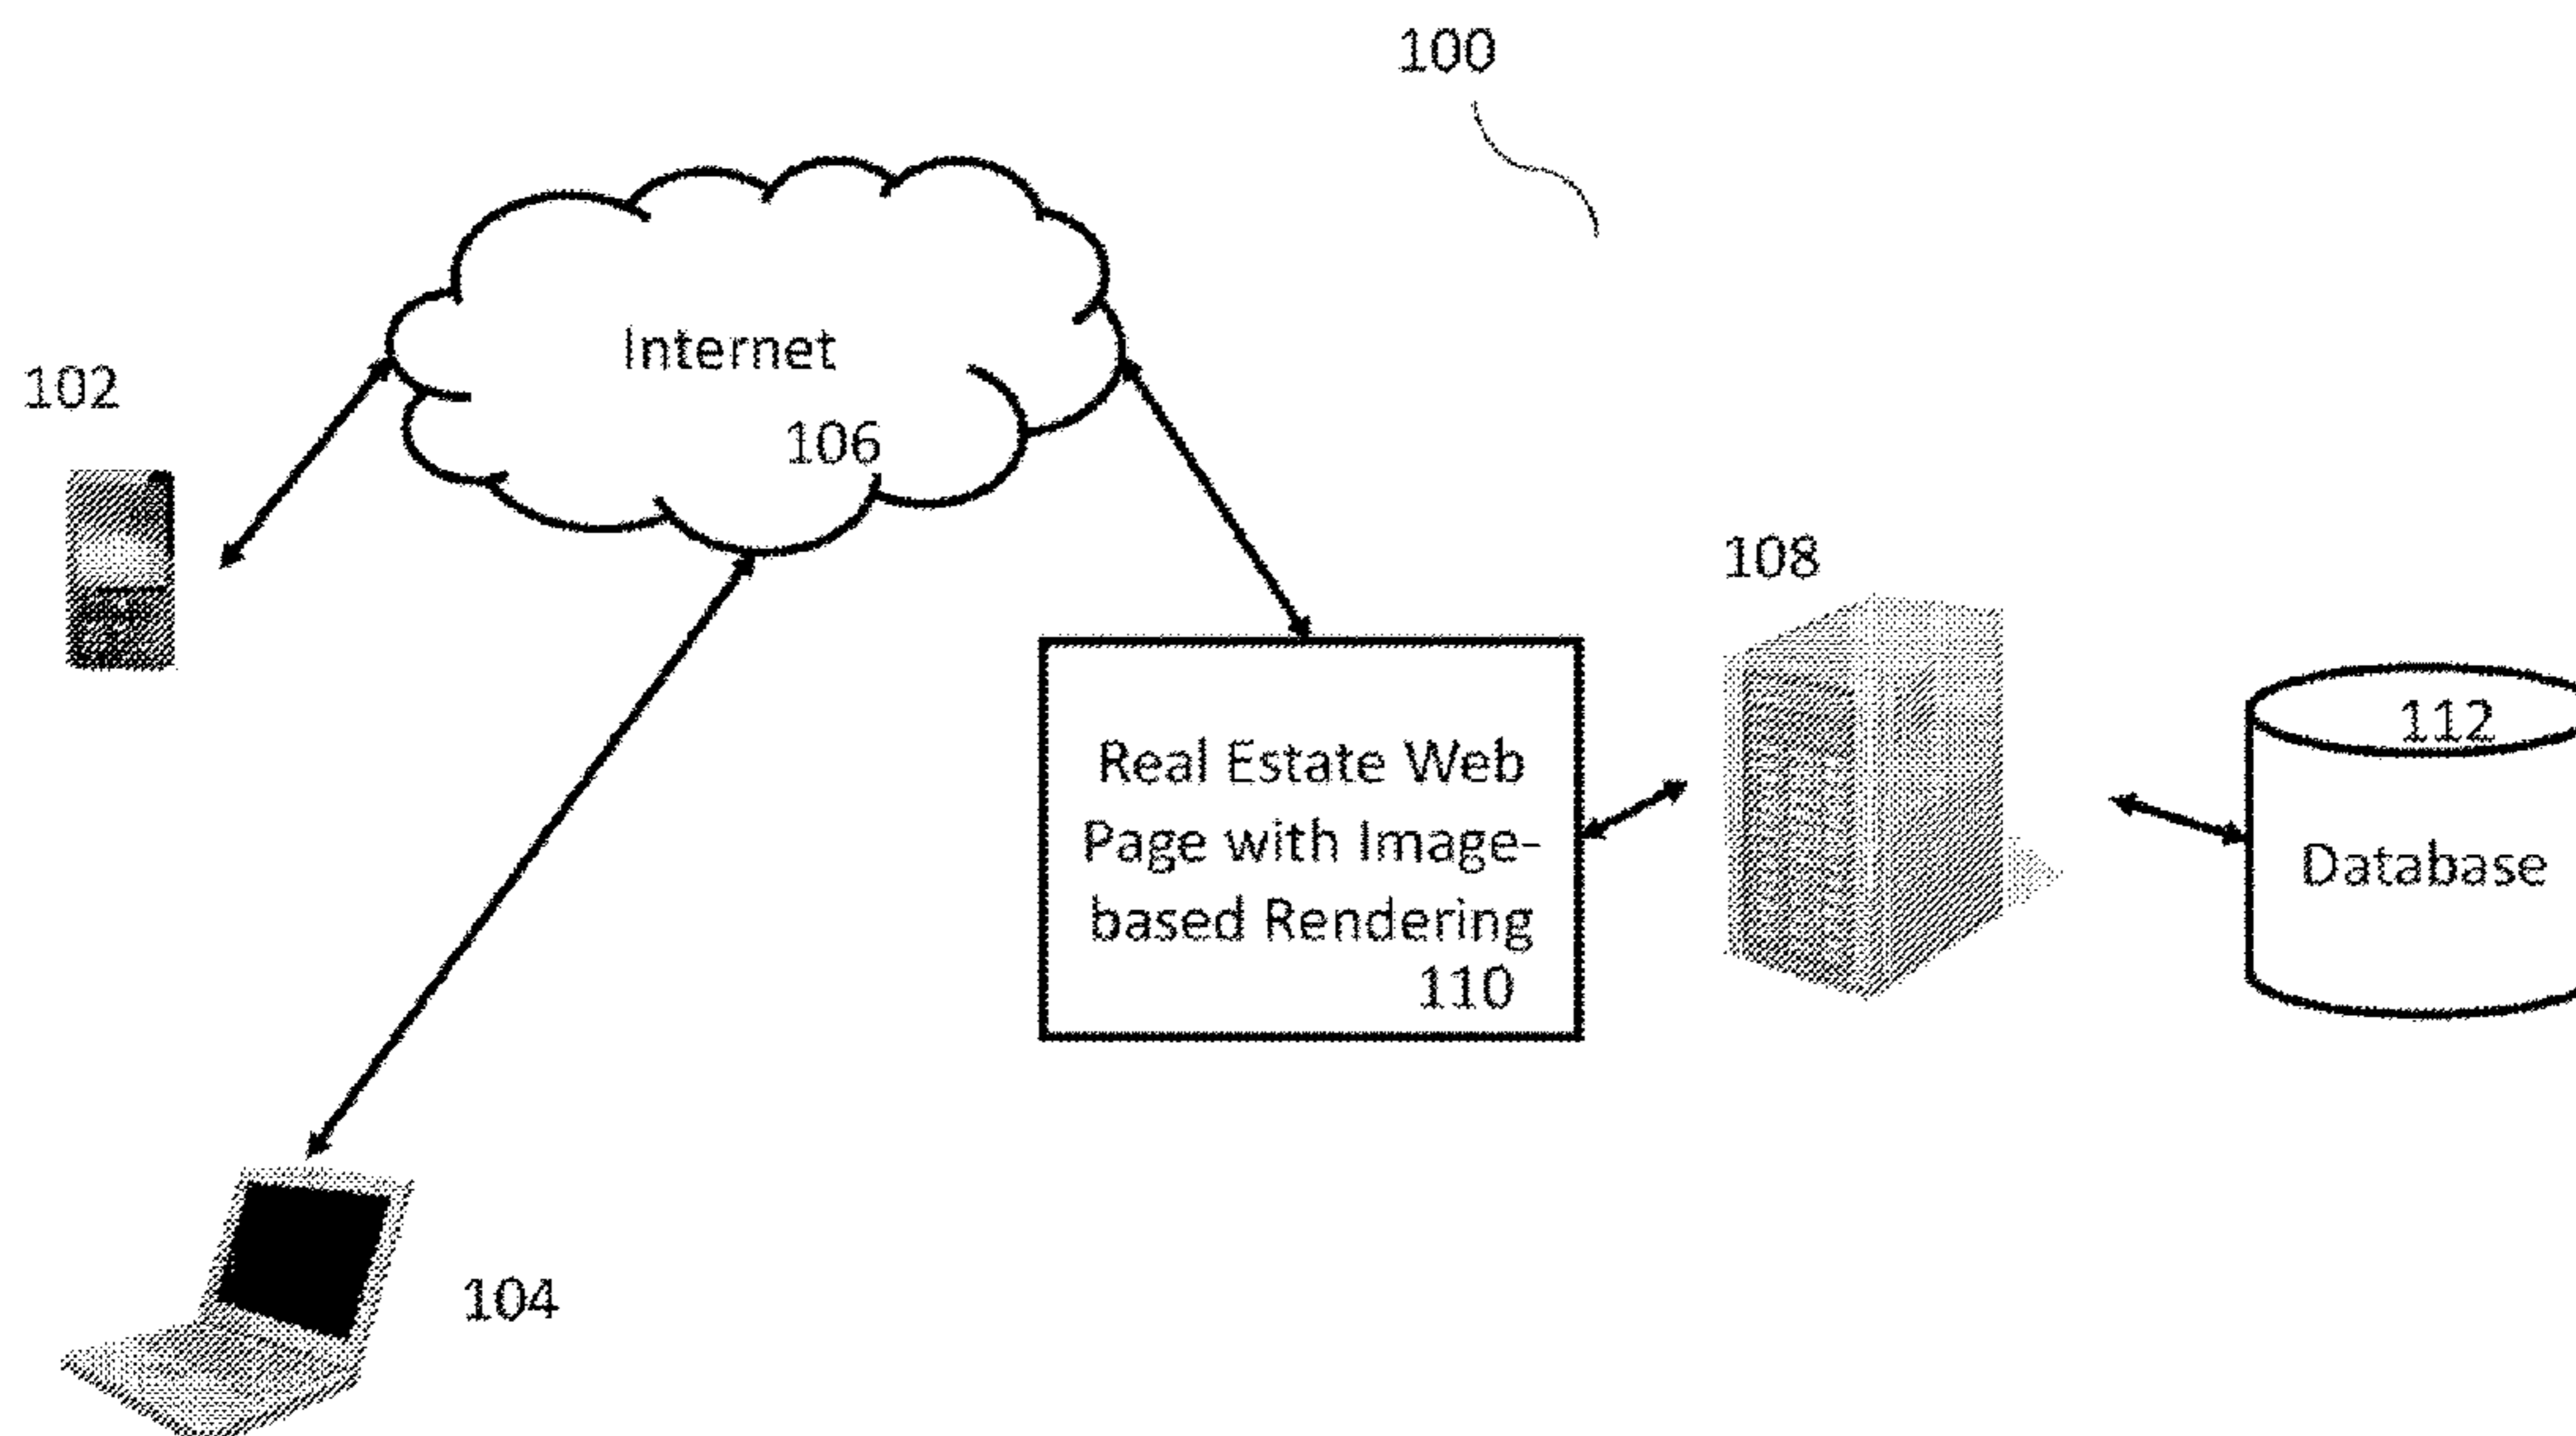 100
Internet
102
106
108
112
Real Estate Web
Page with Image-
based Rendering
110
Database
104